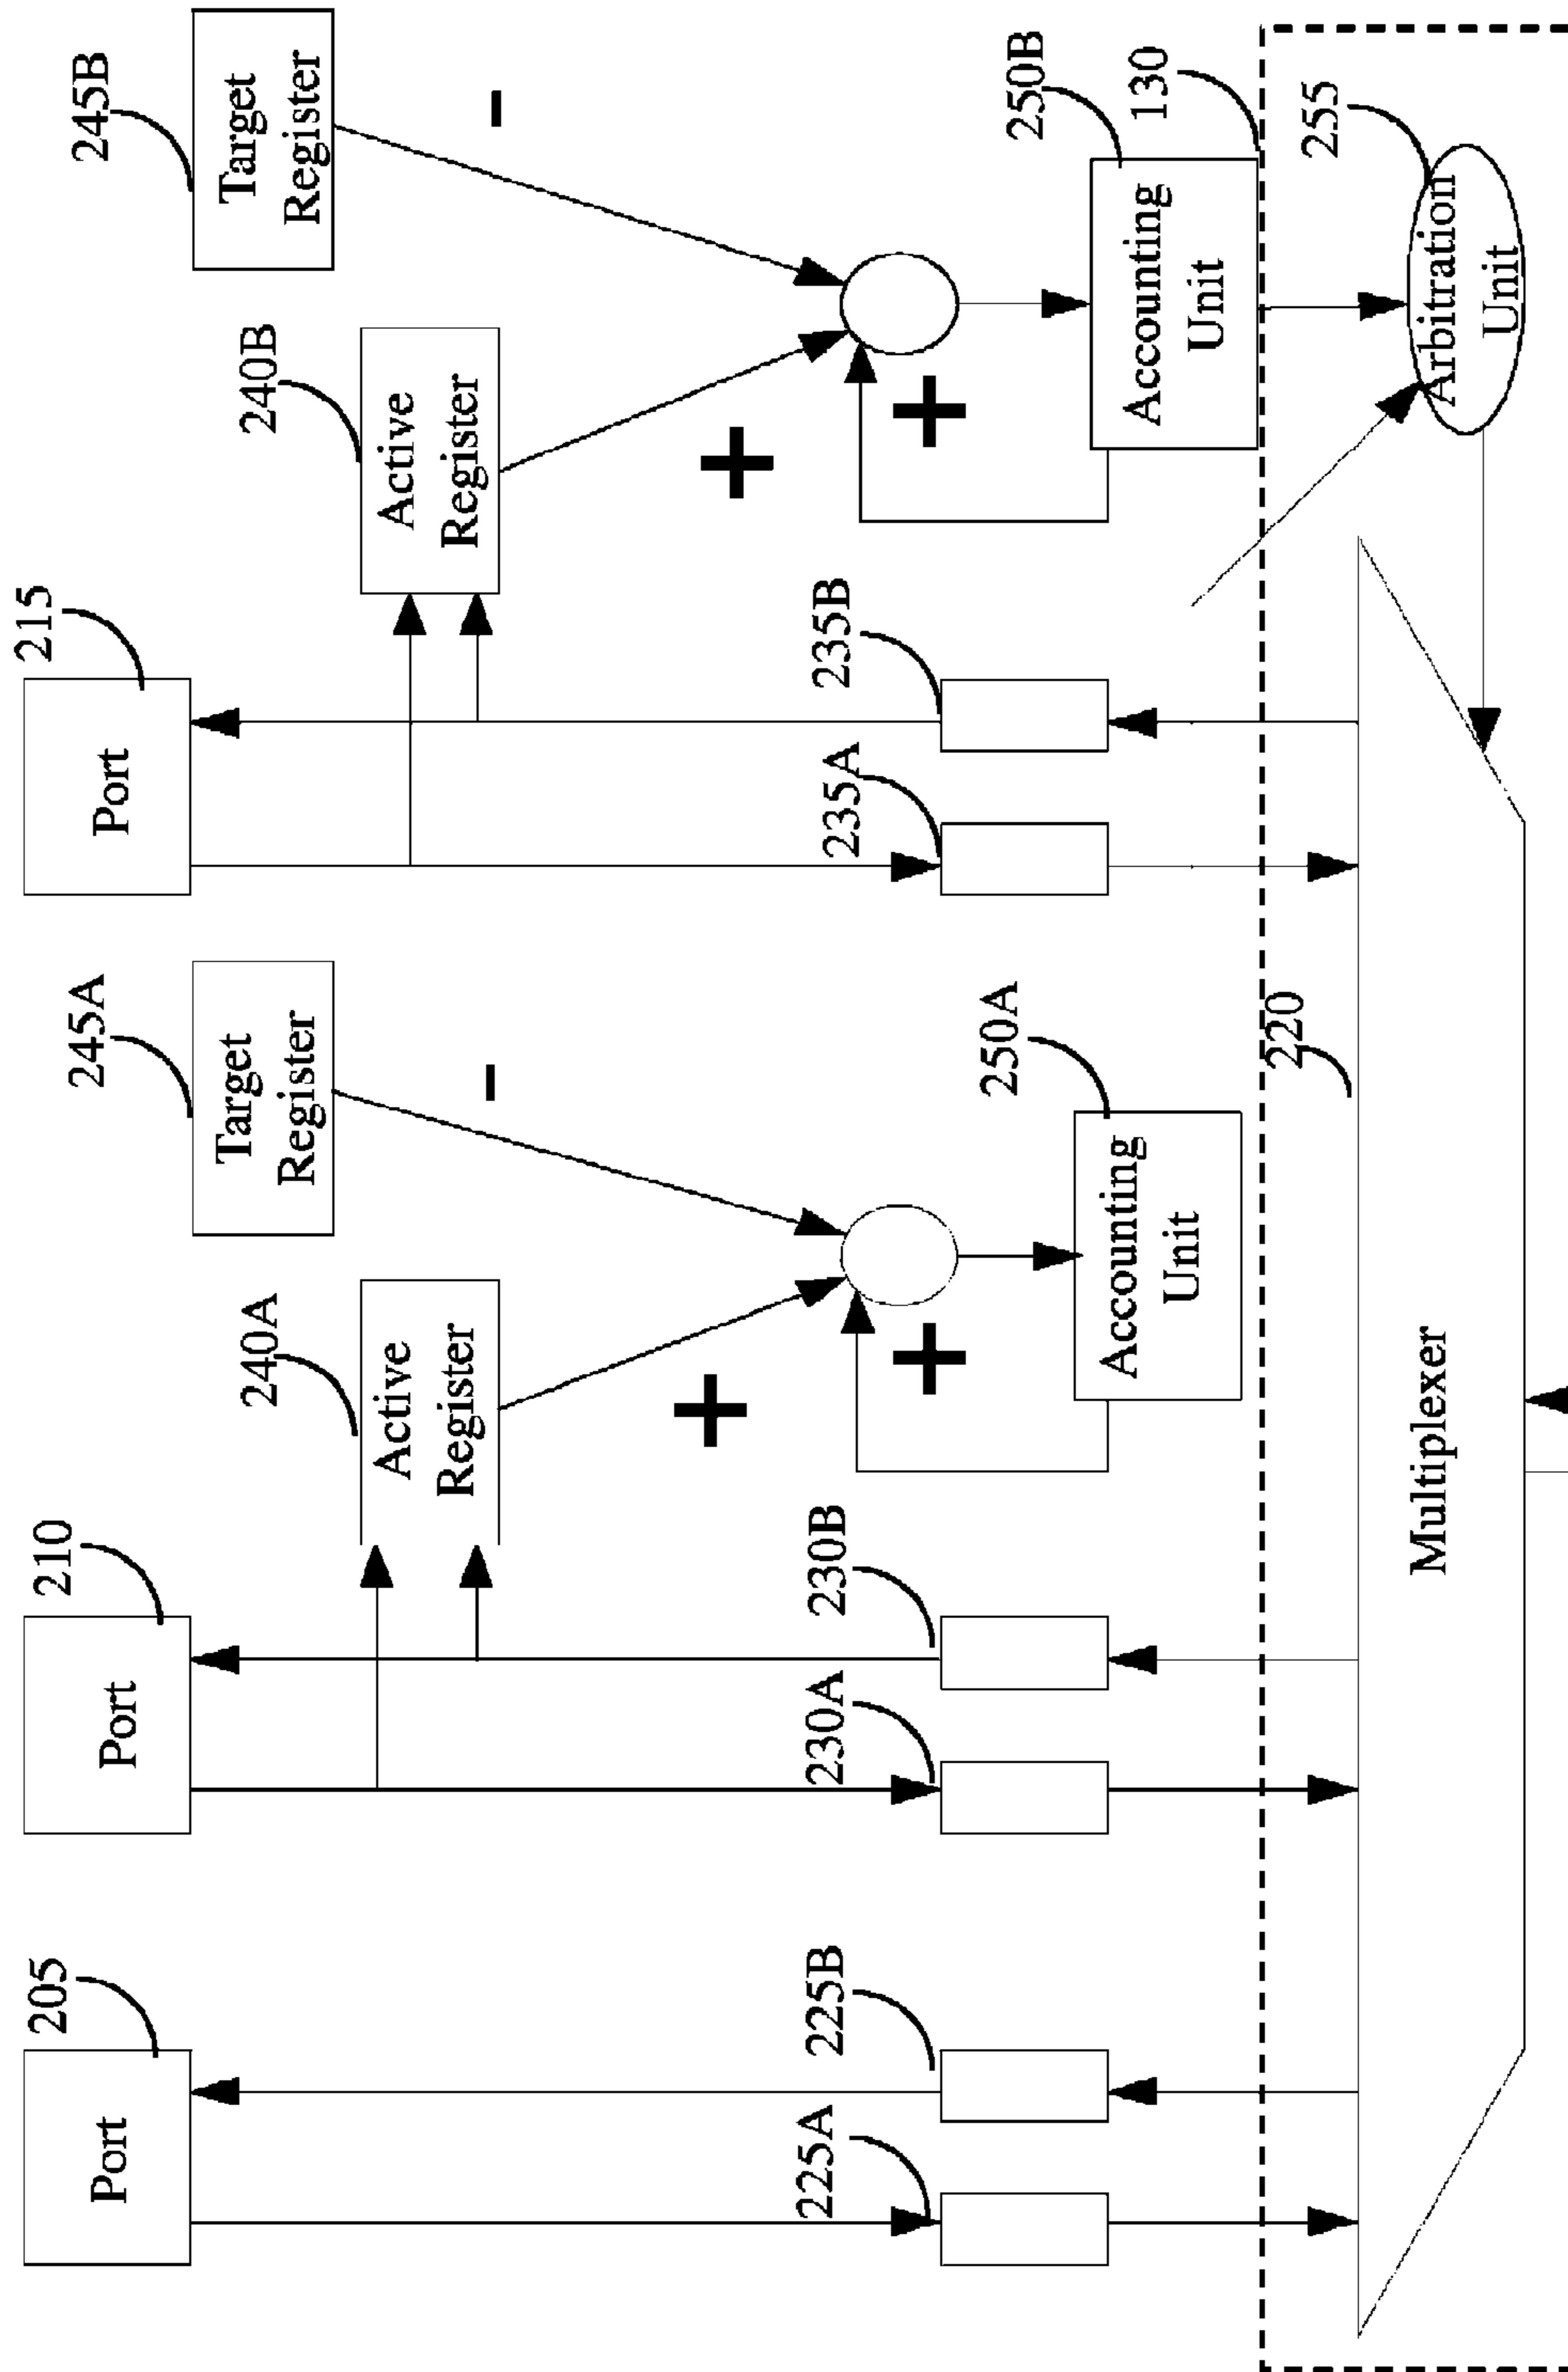 205
Port
210
Port
245A
Target
Register
215
Port
245B
Target
Register
240A
Active
Register
240B
Active
Register
225A
225B
230A
230B
235A
235B
-
-
+
+
+
+
250A
Accounting
Unit
250B
Accounting
Unit
130
220
Multiplexer
255
Arbitration
Unit